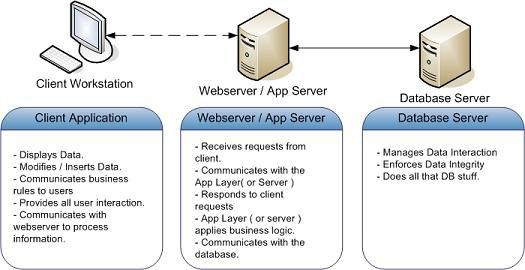 Client Workstation
Webserver / App Server
Database Server
Client Application
- Displays Data.
- Modifies / Inserts Data.
- Communicates business
rules to users
- Provides all user interaction.
- Communicates with
webserver to process
information.
Webserver / App Server
- Receives requests from
client.
- Communicates with the
App Layer( or Server )
- Responds to client
requests
- App Layer ( or server )
applies business logic.
- Communicates with the
database.
Database Server
- Manages Data Interaction
- Enforces Data Integrity
- Does all that DB stuff.